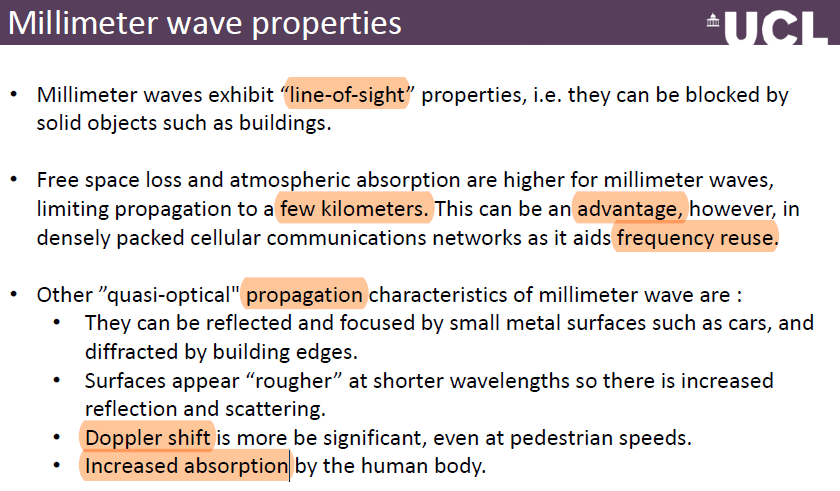 Millimeter wave properties
UCL
• Millimeter waves exhibit “line-of-sight” properties, i.e. they can be blocked by
solid objects such as buildings.
• Free space loss and atmospheric absorption are higher for millimeter waves,
limiting propagation to a few kilometers. This can be an advantage, however, in
densely packed cellular communications networks as it aids frequency reuse.
• Other ”quasi-optical" propagation characteristics of millimeter wave are :
• They can be reflected and focused by small metal surfaces such as cars, and
diffracted by building edges.
• Surfaces appear “rougher” at shorter wavelengths so there is increased
reflection and scattering.
• Doppler shift is more be significant, even at pedestrian speeds.
• Increased absorption by the human body.